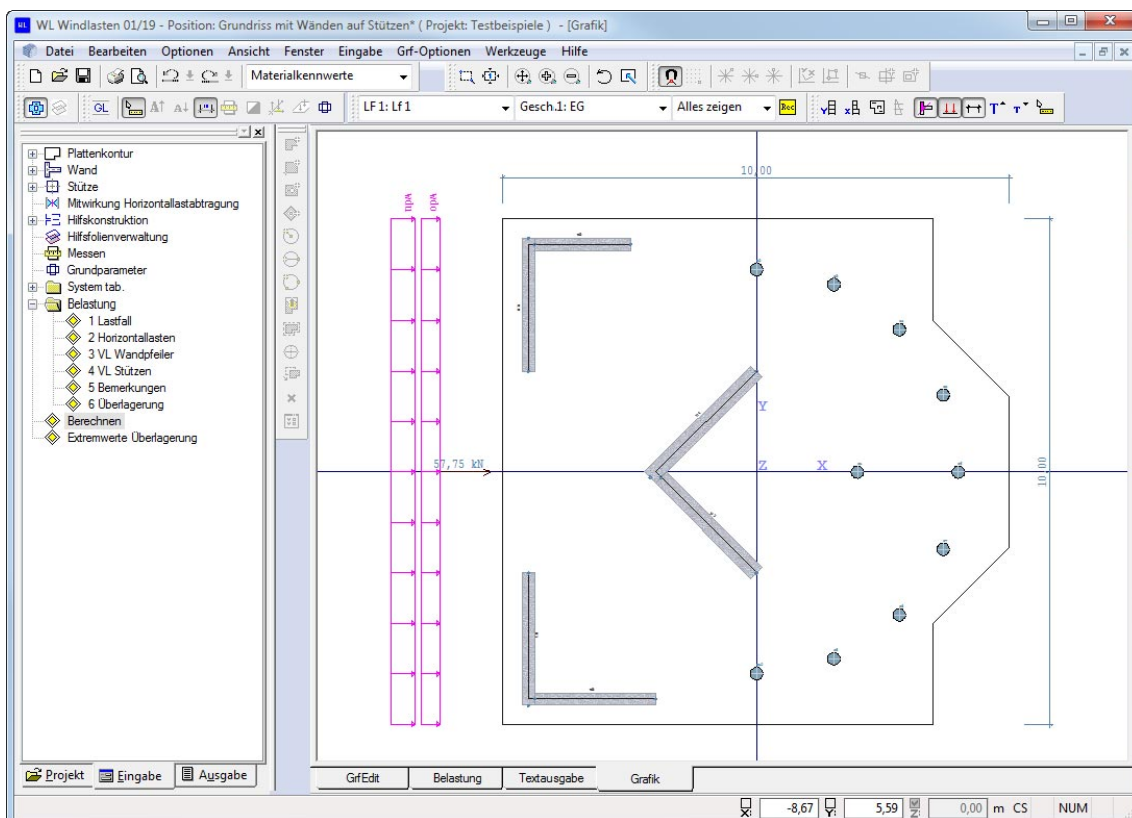 WL Windlasten 01/19 - Position: Grundriss mit Wänden auf Stützen* ( Projekt: Testbeispiele ) - [Grafik]
Datei Bearbeiten Optionen Ansicht Fenster Eingabe Grf-Optionen Werkzeuge Hilfe
Materialkennwerte
GL
LF 1: Lf 1
Gesch.1: EG
Alles zeigen
Rec
Plattenkontur
Wand
Stütze
Mitwirkung Horizontallastabtragung
Hilfskonstruktion
Hilfsfolienverwaltung
Messen
Grundparameter
System tab.
Belastung
1 Lastfall
2 Horizontallasten
3 VL Wandpfeiler
4 VL Stützen
5 Bemerkungen
6 Überlagerung
Berechnen
Extremwerte Überlagerung
10,00
wdu
wdo
57,75 kN
Y
Z
X
10,00
Projekt Eingabe Ausgabe
GrfEdit Belastung Textausgabe Grafik
X: -8,67 Y: 5,59 Z: 0,00 m CS NUM